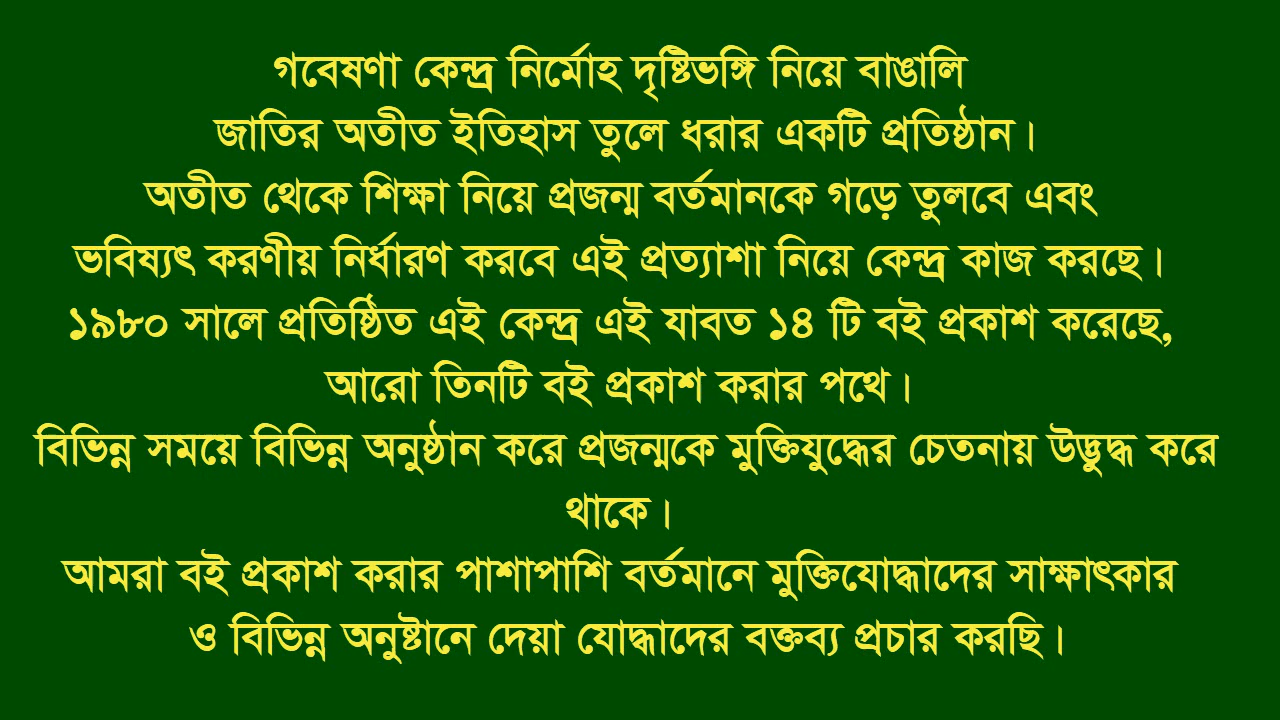 গবেষণা কেন্দ্র নির্মোহ দৃষ্টিভঙ্গি নিয়ে বাঙালি
জাতির অতীত ইতিহাস তুলে ধরার একটি প্রতিষ্ঠান।
অতীত থেকে শিক্ষা নিয়ে প্রজন্ম বর্তমানকে গড়ে তুলবে এবং
ভবিষ্যৎ করণীয় নির্ধারণ করবে এই প্রত্যাশা নিয়ে কেন্দ্র কাজ করছে।
১৯৮০ সালে প্রতিষ্ঠিত এই কেন্দ্র এই যাবত ১৪ টি বই প্রকাশ করেছে,
আরো তিনটি বই প্রকাশ করার পথে।
বিভিন্ন সময়ে বিভিন্ন অনুষ্ঠান করে প্রজন্মকে মুক্তিযুদ্ধের চেতনায় উদ্ভুদ্ধ করে
থাকে।
আমরা বই প্রকাশ করার পাশাপাশি বর্তমানে মুক্তিযোদ্ধাদের সাক্ষাৎকার
ও বিভিন্ন অনুষ্টানে দেয়া যোদ্ধাদের বক্তব্য প্রচার করছি।